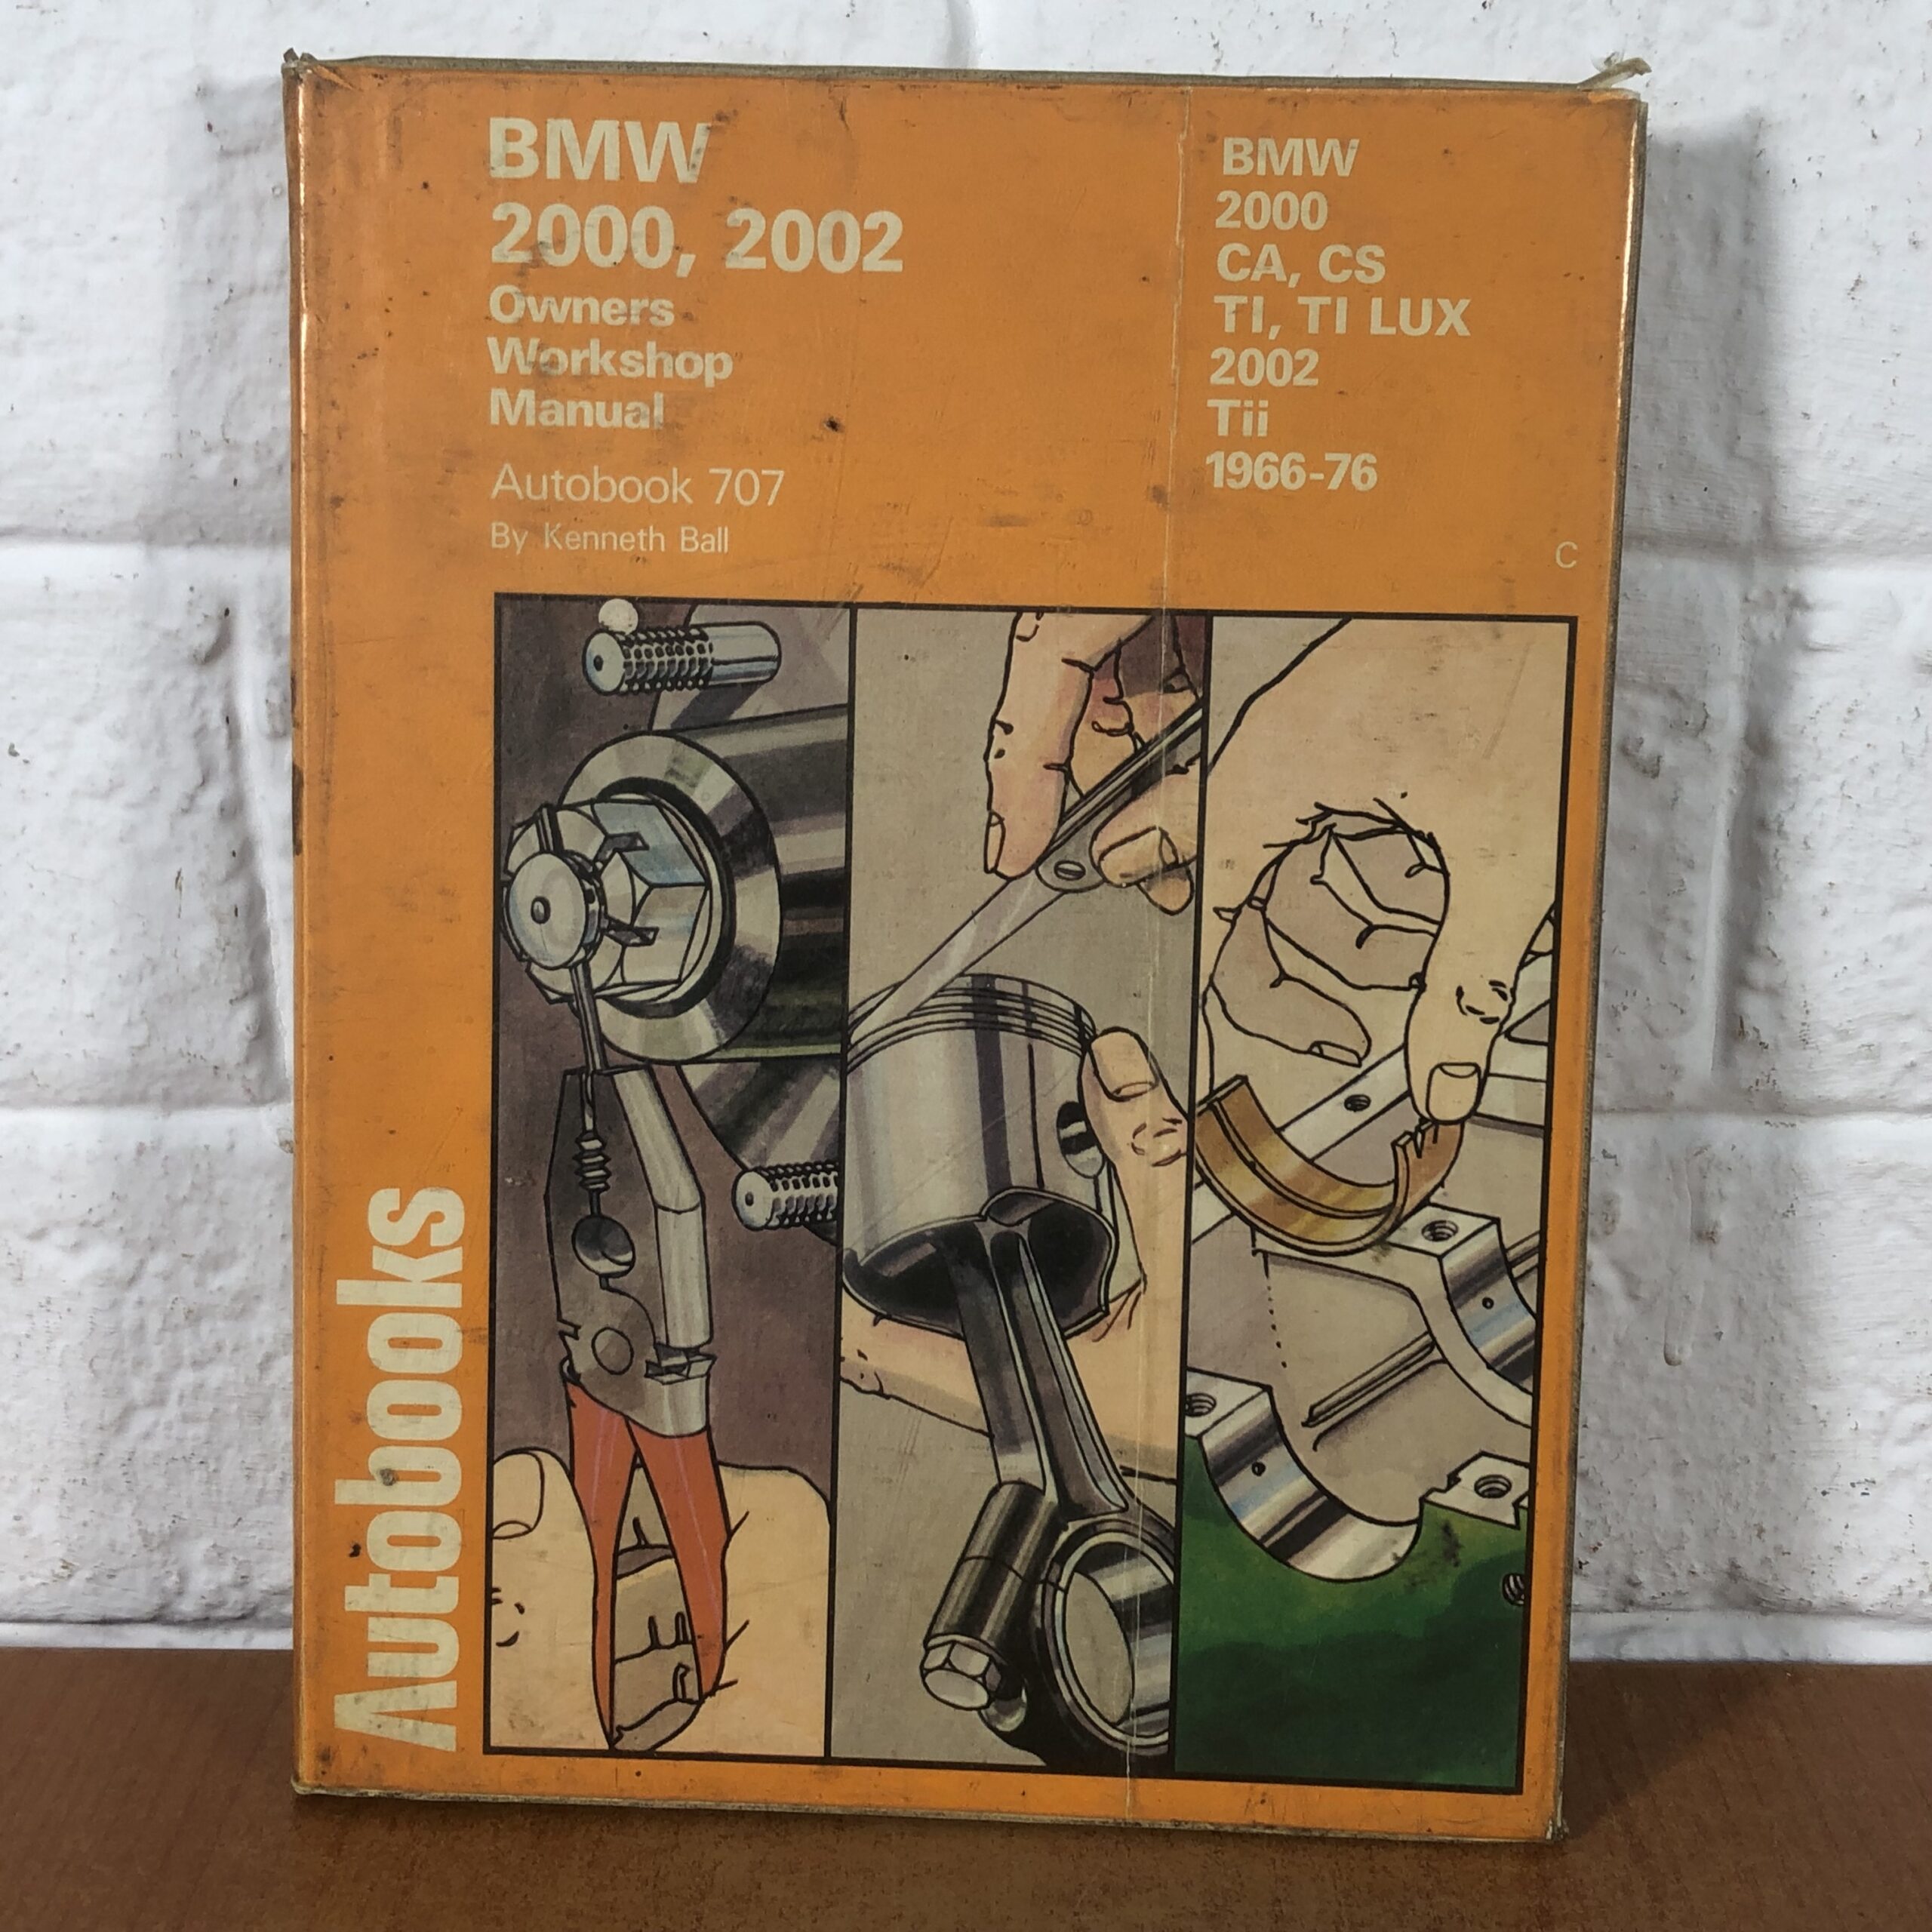 BMW
2000, 2002
Owners
Workshop
Manual
Autobook 707
By Kenneth Ball
BMW
2000
CA, CS
TI, TI LUX
2002
Tii
1966-76
C
Autobooks